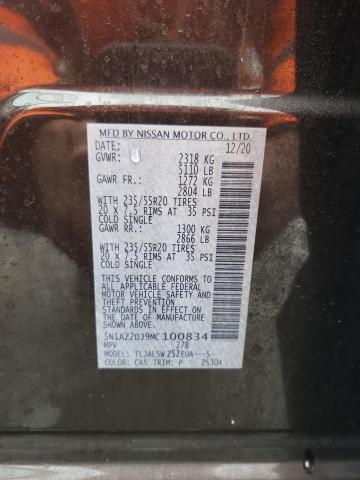 MFD BY NISSAN MOTOR CO., LTD.
DATE: 12/20
GVWR: 2318 KG
5110 LB
GAWR FR.: 1272 KG
2804 LB
WITH 235/55R20 TIRES
20 X 7.5 RIMS AT 35 PSI
COLD SINGLE
GAWR RR.: 1300 KG
2866 LB
WITH 235/55R20 TIRES
20 X 7.5 RIMS AT 35 PSI
COLD SINGLE
THIS VEHICLE CONFORMS TO
ALL APPLICABLE FEDERAL
MOTOR VEHICLE SAFETY,
BUMPER, AND THEFT PREVENTION
STANDARDS IN EFFECT ON
THE DATE OF MANUFACTURE
SHOWN ABOVE.
5N1AZ2DJ9MC100834
MPV 278
MODEL: TLJALSWZ52EUA---S-
COLOR: CAS TRIM: P 2530A